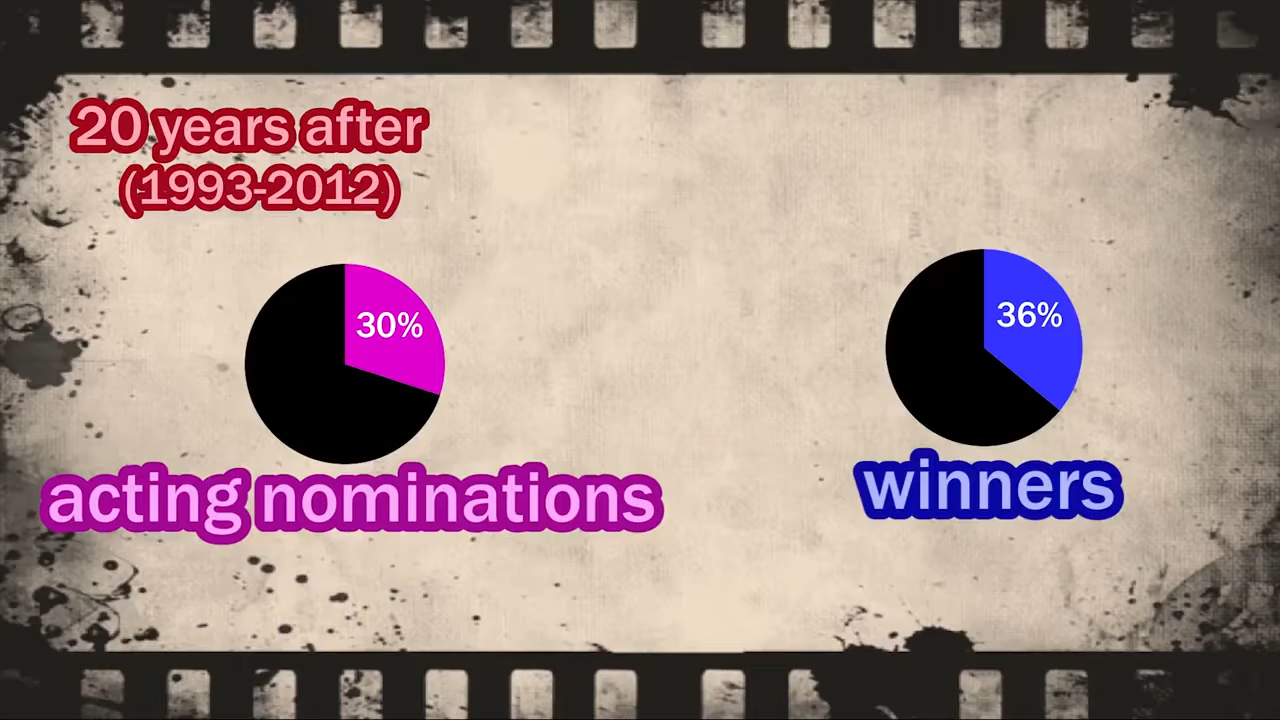 20 years after
(1993-2012)
30%
36%
acting nominations
winners